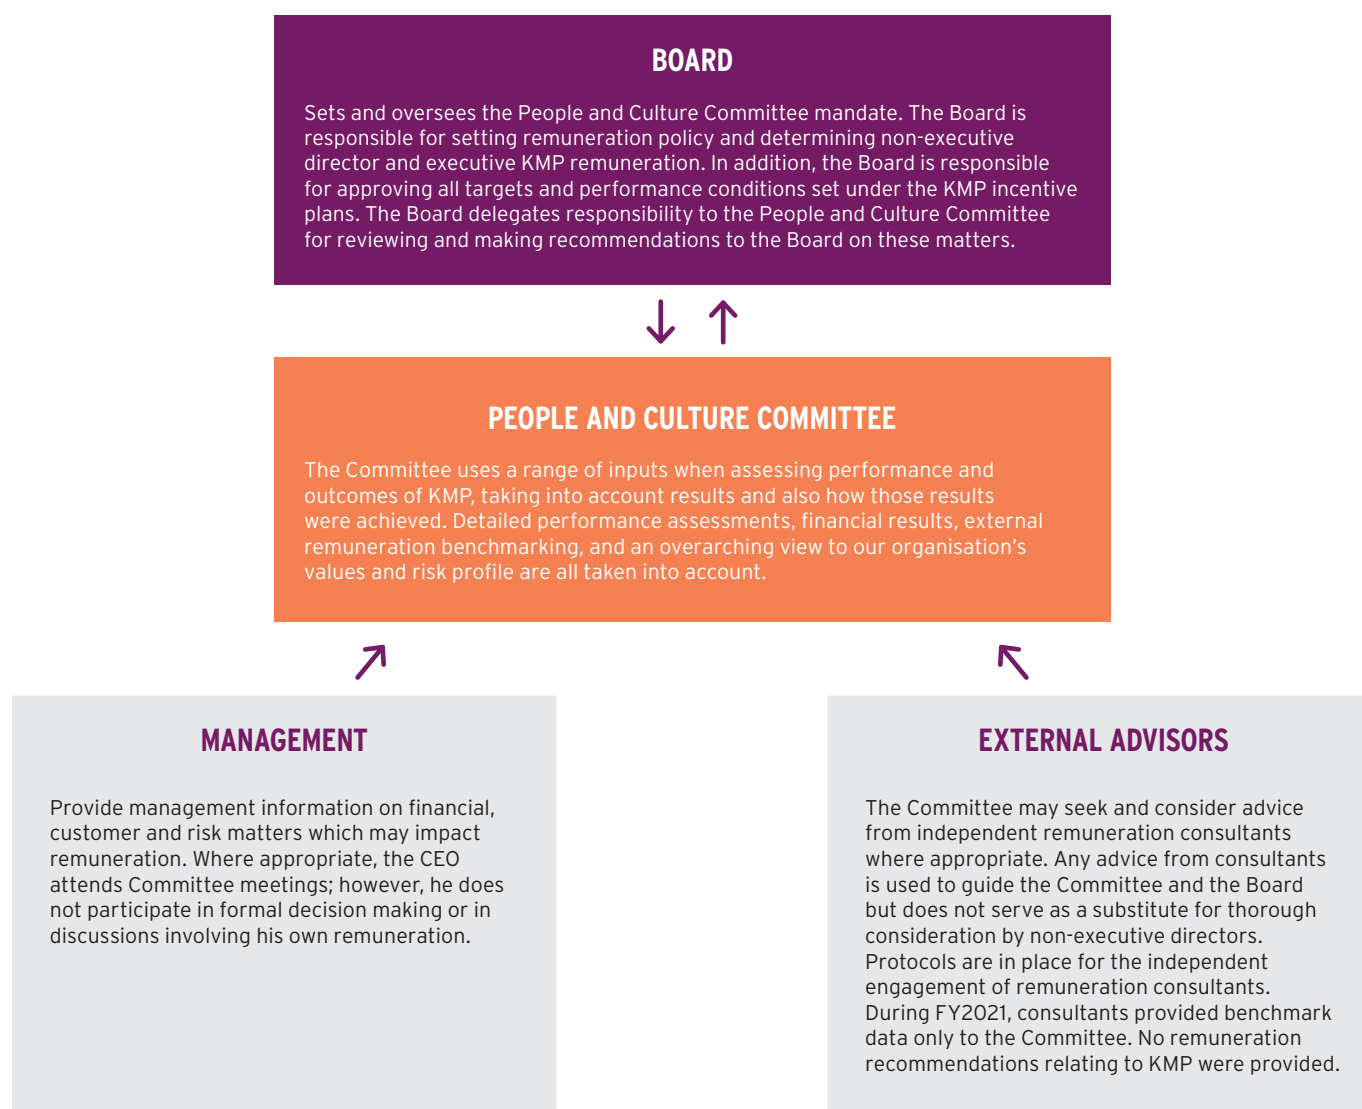 BOARD
Sets and oversees the People and Culture Committee mandate. The Board is
responsible for setting remuneration policy and determining non-executive
director and executive KMP remuneration. In addition, the Board is responsible
for approving all targets and performance conditions set under the KMP incentive
plans. The Board delegates responsibility to the People and Culture Committee
for reviewing and making recommendations to the Board on these matters.
PEOPLE AND CULTURE COMMITTEE
The Committee uses a range of inputs when assessing performance and
outcomes of KMP, taking into account results and also how those results
were achieved. Detailed performance assessments, financial results, external
remuneration benchmarking, and an overarching view to our organisation’s
values and risk profile are all taken into account.
MANAGEMENT
Provide management information on financial,
customer and risk matters which may impact
remuneration. Where appropriate, the CEO
attends Committee meetings; however, he does
not participate in formal decision making or in
discussions involving his own remuneration.
EXTERNAL ADVISORS
The Committee may seek and consider advice
from independent remuneration consultants
where appropriate. Any advice from consultants
is used to guide the Committee and the Board
but does not serve as a substitute for thorough
consideration by non-executive directors.
Protocols are in place for the independent
engagement of remuneration consultants.
During FY2021, consultants provided benchmark
data only to the Committee. No remuneration
recommendations relating to KMP were provided.